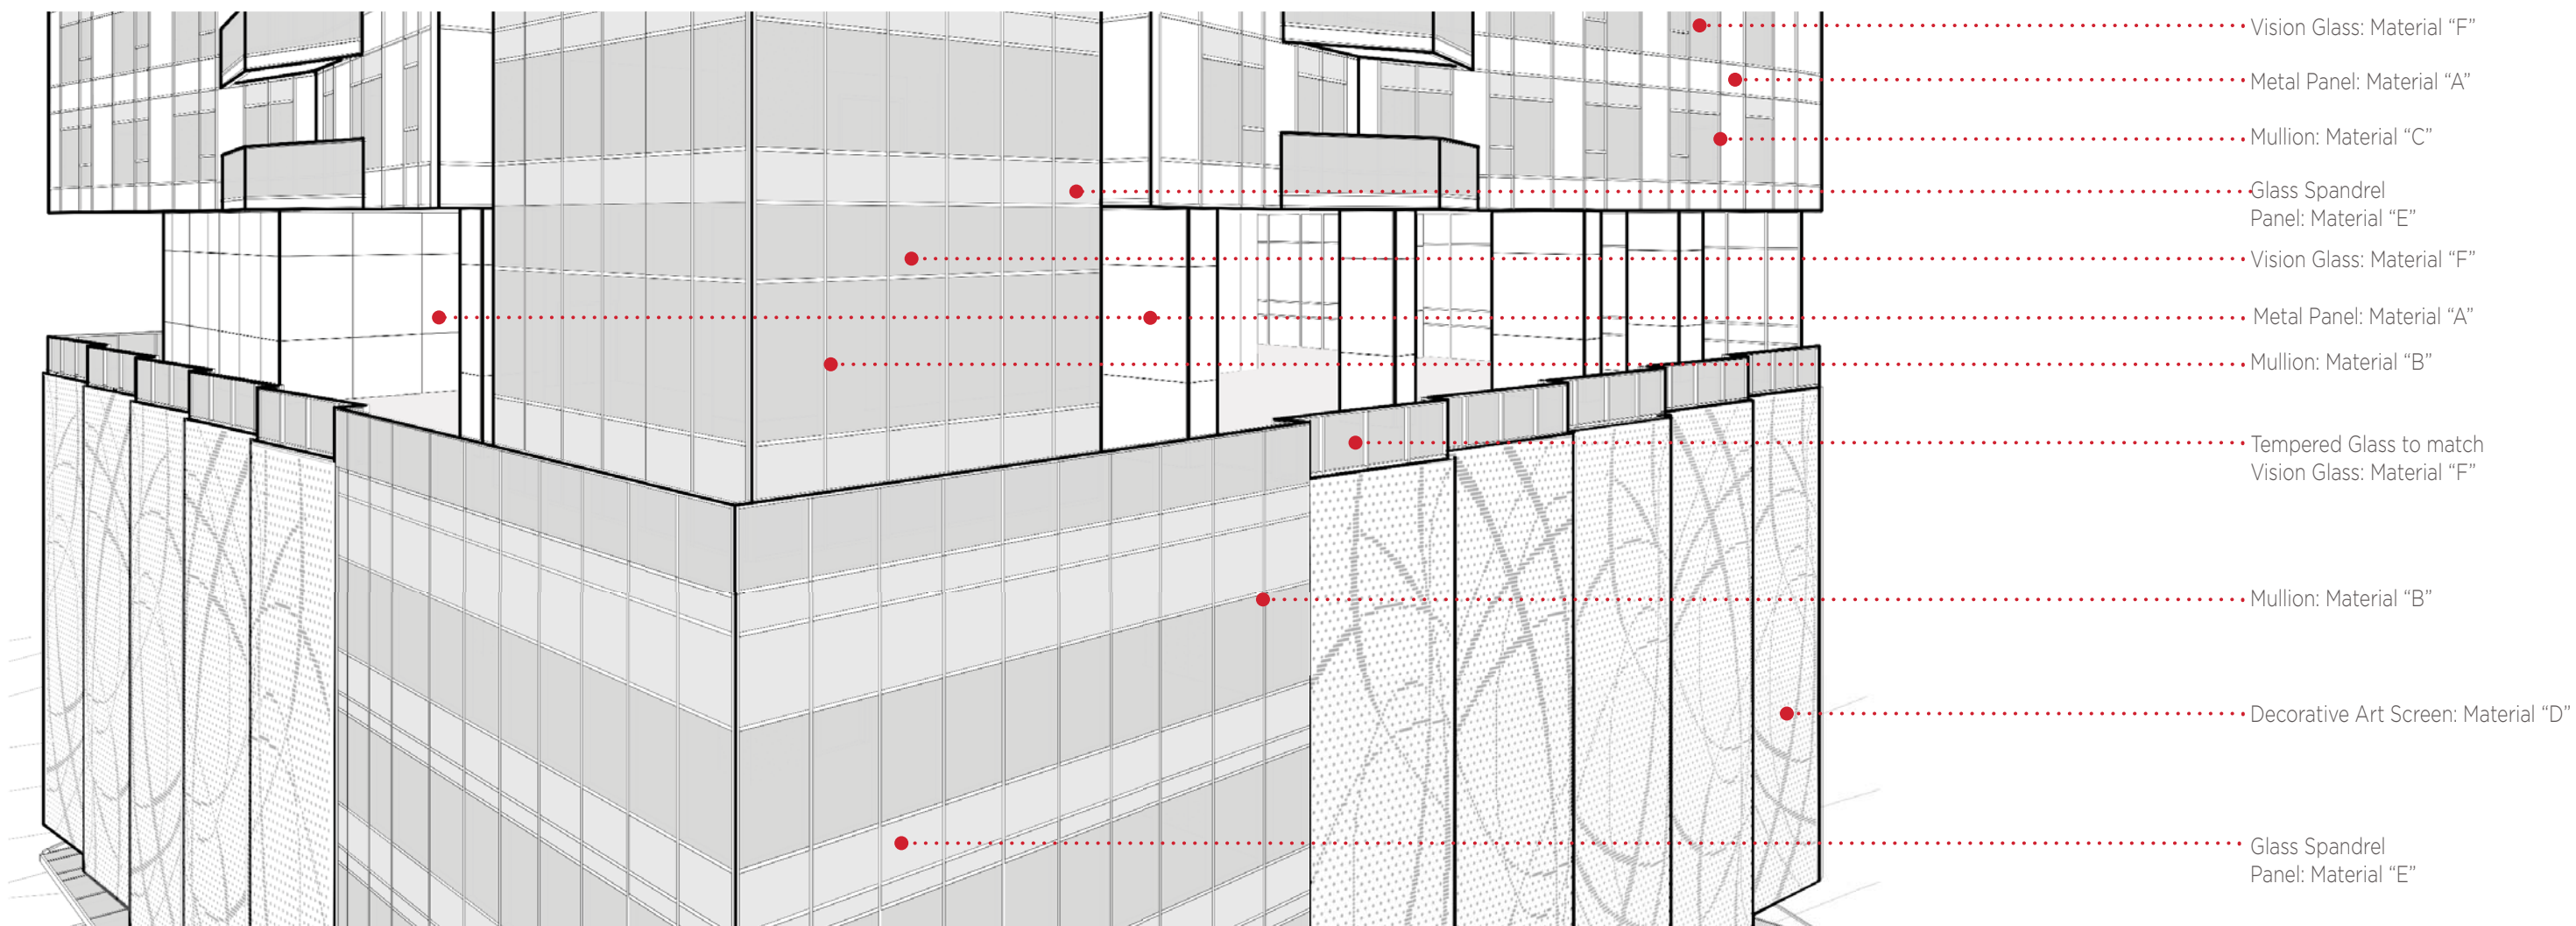 Vision Glass: Material “F”
Metal Panel: Material “A”
Mullion: Material “C”
Glass Spandrel
Panel: Material “E”
Vision Glass: Material “F”
Metal Panel: Material “A”
Mullion: Material “B”
Tempered Glass to match
Vision Glass: Material “F”
Mullion: Material “B”
Decorative Art Screen: Material “D”
Glass Spandrel
Panel: Material “E”